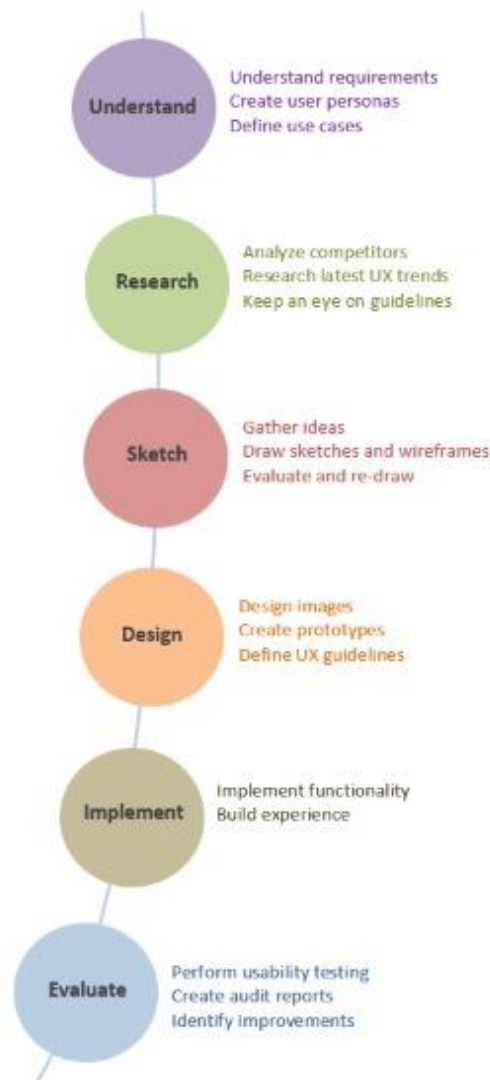 Understand
Understand requirements
Create user personas
Define use cases
Research
Analyze competitors
Research latest UX trends
Keep an eye on guidelines
Sketch
Gather ideas
Draw sketches and wireframes
Evaluate and re-draw
Design
Design images
Create prototypes
Define UX guidelines
Implement
Implement functionality
Build experience
Evaluate
Perform usability testing
Create audit reports
Identify improvements